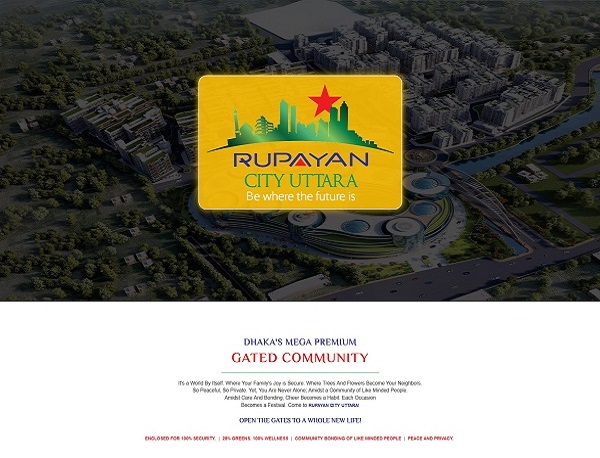 RUPAYAN
CITY UTTARA
Be where the future is
DHAKA'S MEGA PREMIUM
GATED COMMUNITY
It's a World By Itself. Where Your Family's Joy is Secure. Where Trees And Flowers Become Your Neighbors.
So Peaceful, So Private. Yet, You Are Never Alone; Amidst a Community of Like Minded People.
Amidst Care And Bonding, Cheer Becomes a Habit. Each Occasion
Becomes a Festival. Come to RUPAYAN CITY UTTARA!
OPEN THE GATES TO A WHOLE NEW LIFE!
ENCLOSED FOR 100% SECURITY. | 28% GREENS. 100% WELLNESS | COMMUNITY BONDING OF LIKE MINDED PEOPLE | PEACE AND PRIVACY.